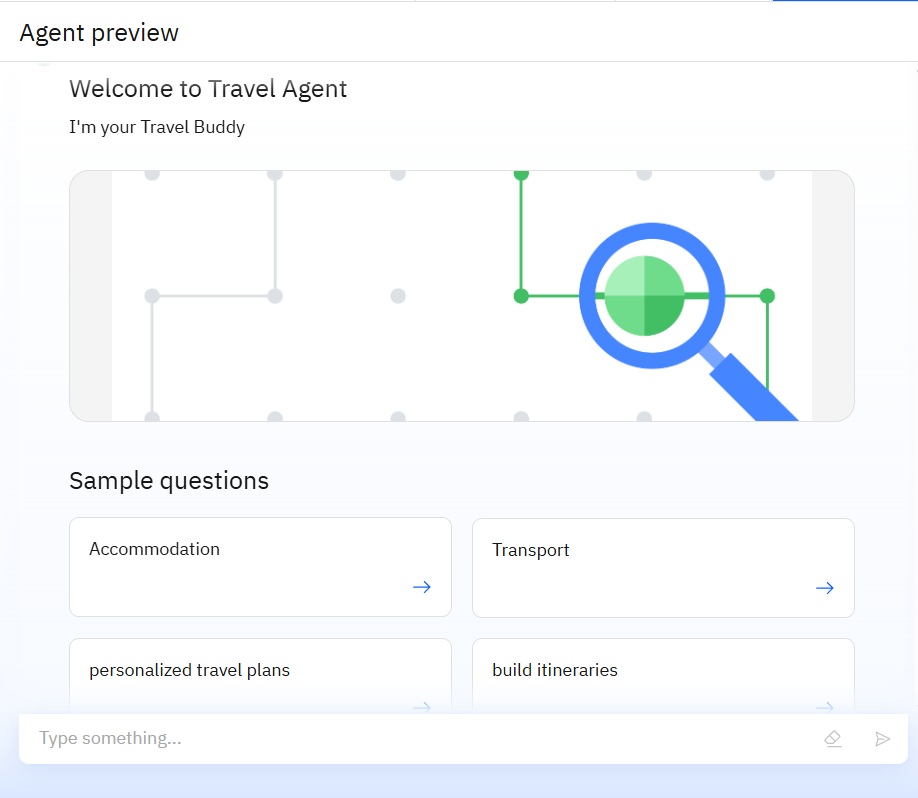 Agent preview
Welcome to Travel Agent
I'm your Travel Buddy
Sample questions
Accommodation
Transport
personalized travel plans
build itineraries
Type something...